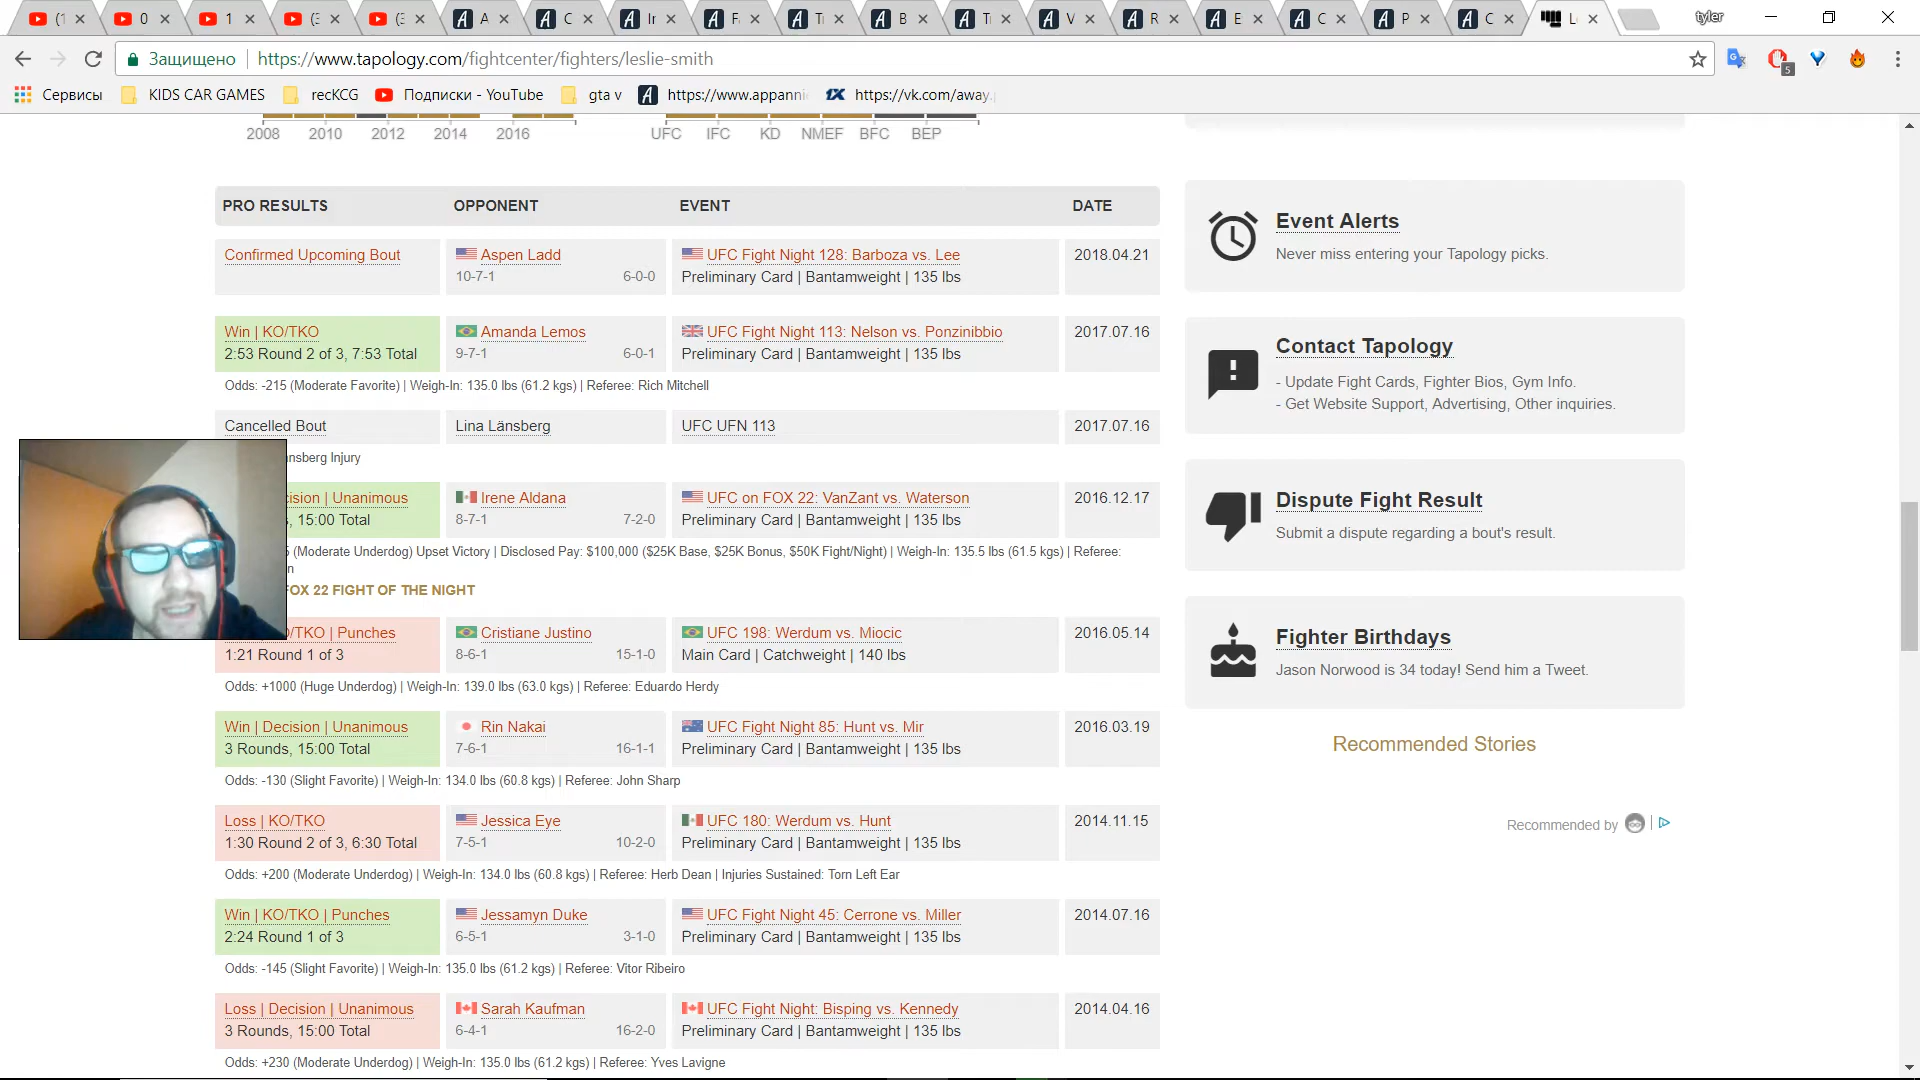 (1
0
1
(3
(3
A
C
Ir
F
T
B
T
V
R
E
C
P
C
L
tyler
Защищено
https://www.tapology.com/fightcenter/fighters/leslie-smith
5
Сервисы
KIDS CAR GAMES
recKCG
Подписки - YouTube
gta v
https://www.appanni
https://vk.com/away.
2008 2010 2012 2014 2016
UFC IFC KD NMEF BFC BEP
PRO RESULTS OPPONENT EVENT DATE
Confirmed Upcoming Bout Aspen Ladd UFC Fight Night 128: Barboza vs. Lee 2018.04.21
10-7-1 6-0-0 Preliminary Card | Bantamweight | 135 lbs
Win | KO/TKO Amanda Lemos UFC Fight Night 113: Nelson vs. Ponzinibbio 2017.07.16
2:53 Round 2 of 3, 7:53 Total 9-7-1 6-0-1 Preliminary Card | Bantamweight | 135 lbs
Odds: -215 (Moderate Favorite) | Weigh-In: 135.0 lbs (61.2 kgs) | Referee: Rich Mitchell
Cancelled Bout Lina Länsberg UFC UFN 113 2017.07.16
nsberg Injury
ision | Unanimous Irene Aldana UFC on FOX 22: VanZant vs. Waterson 2016.12.17
, 15:00 Total 8-7-1 7-2-0 Preliminary Card | Bantamweight | 135 lbs
(Moderate Underdog) Upset Victory | Disclosed Pay: $100,000 ($25K Base, $25K Bonus, $50K Fight/Night) | Weigh-In: 135.5 lbs (61.5 kgs) | Referee:
n
FOX 22 FIGHT OF THE NIGHT
/TKO | Punches Cristiane Justino UFC 198: Werdum vs. Miocic 2016.05.14
1:21 Round 1 of 3 8-6-1 15-1-0 Main Card | Catchweight | 140 lbs
Odds: +1000 (Huge Underdog) | Weigh-In: 139.0 lbs (63.0 kgs) | Referee: Eduardo Herdy
Win | Decision | Unanimous Rin Nakai UFC Fight Night 85: Hunt vs. Mir 2016.03.19
3 Rounds, 15:00 Total 7-6-1 16-1-1 Preliminary Card | Bantamweight | 135 lbs
Odds: -130 (Slight Favorite) | Weigh-In: 134.0 lbs (60.8 kgs) | Referee: John Sharp
Loss | KO/TKO Jessica Eye UFC 180: Werdum vs. Hunt 2014.11.15
1:30 Round 2 of 3, 6:30 Total 7-5-1 10-2-0 Preliminary Card | Bantamweight | 135 lbs
Odds: +200 (Moderate Underdog) | Weigh-In: 134.0 lbs (60.8 kgs) | Referee: Herb Dean | Injuries Sustained: Torn Left Ear
Win | KO/TKO | Punches Jessamyn Duke UFC Fight Night 45: Cerrone vs. Miller 2014.07.16
2:24 Round 1 of 3 6-5-1 3-1-0 Preliminary Card | Bantamweight | 135 lbs
Odds: -145 (Slight Favorite) | Weigh-In: 135.0 lbs (61.2 kgs) | Referee: Vitor Ribeiro
Loss | Decision | Unanimous Sarah Kaufman UFC Fight Night: Bisping vs. Kennedy 2014.04.16
3 Rounds, 15:00 Total 6-4-1 16-2-0 Preliminary Card | Bantamweight | 135 lbs
Odds: +230 (Moderate Underdog) | Weigh-In: 135.0 lbs (61.2 kgs) | Referee: Yves Lavigne
Event Alerts
Never miss entering your Tapology picks.
Contact Tapology
- Update Fight Cards, Fighter Bios, Gym Info.
- Get Website Support, Advertising, Other inquiries.
Dispute Fight Result
Submit a dispute regarding a bout's result.
Fighter Birthdays
Jason Norwood is 34 today! Send him a Tweet.
Recommended Stories
Recommended by